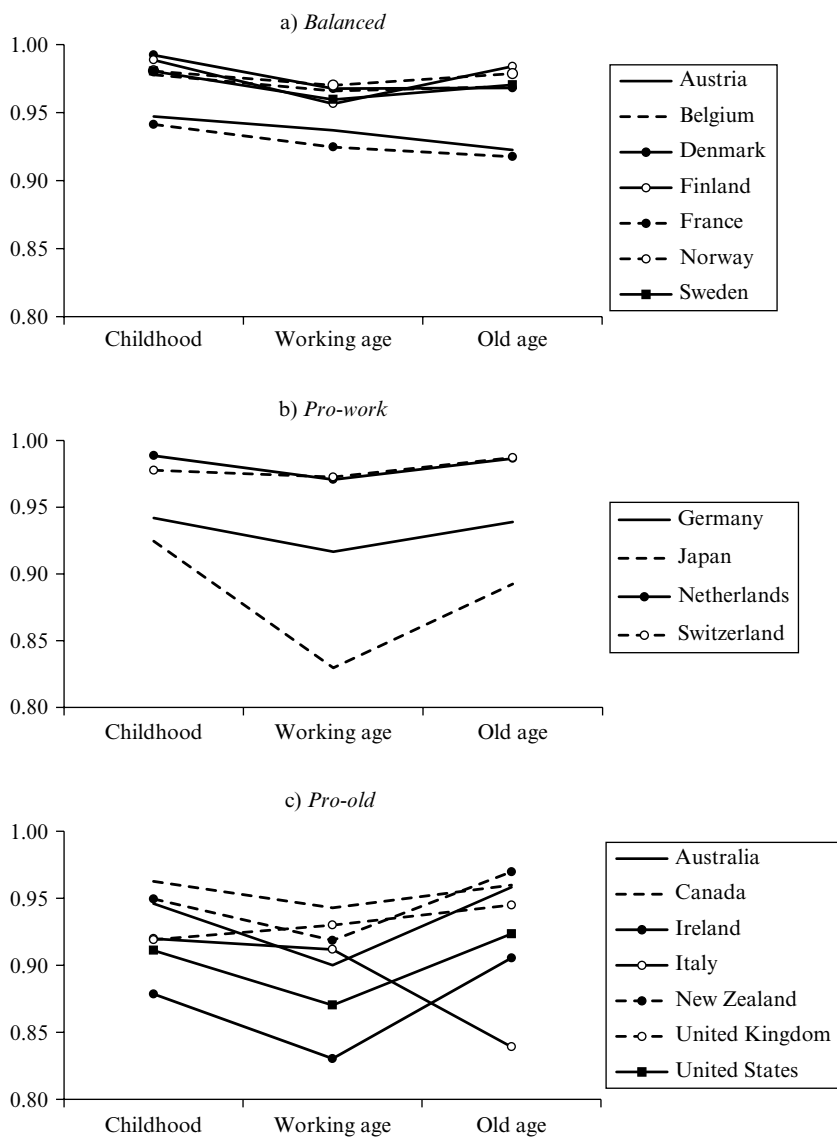 a) Balanced
1.00
0.95
0.90
0.85
0.80
Childhood Working age Old age
Austria
Belgium
Denmark
Finland
France
Norway
Sweden
b) Pro-work
1.00
0.95
0.90
0.85
0.80
Childhood Working age Old age
Germany
Japan
Netherlands
Switzerland
c) Pro-old
1.00
0.95
0.90
0.85
0.80
Childhood Working age Old age
Australia
Canada
Ireland
Italy
New Zealand
United Kingdom
United States